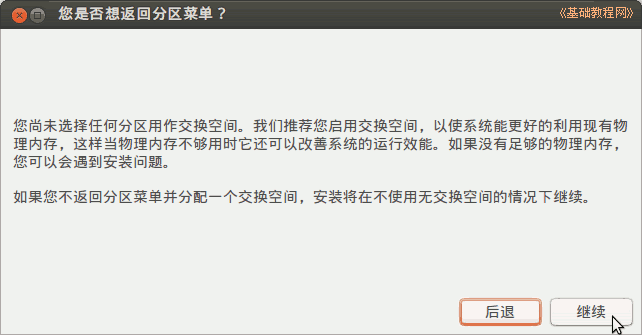 您是否想返回分区菜单？
《基础教程网》
您尚未选择任何分区用作交换空间。我们推荐您启用交换空间，以使系统能更好的利用现有物
理内存，这样当物理内存不够用时它还可以改善系统的运行效能。如果没有足够的物理内存，
您可以会遇到安装问题。
如果您不返回分区菜单并分配一个交换空间，安装将在不使用无交换空间的情况下继续。
后退
继续